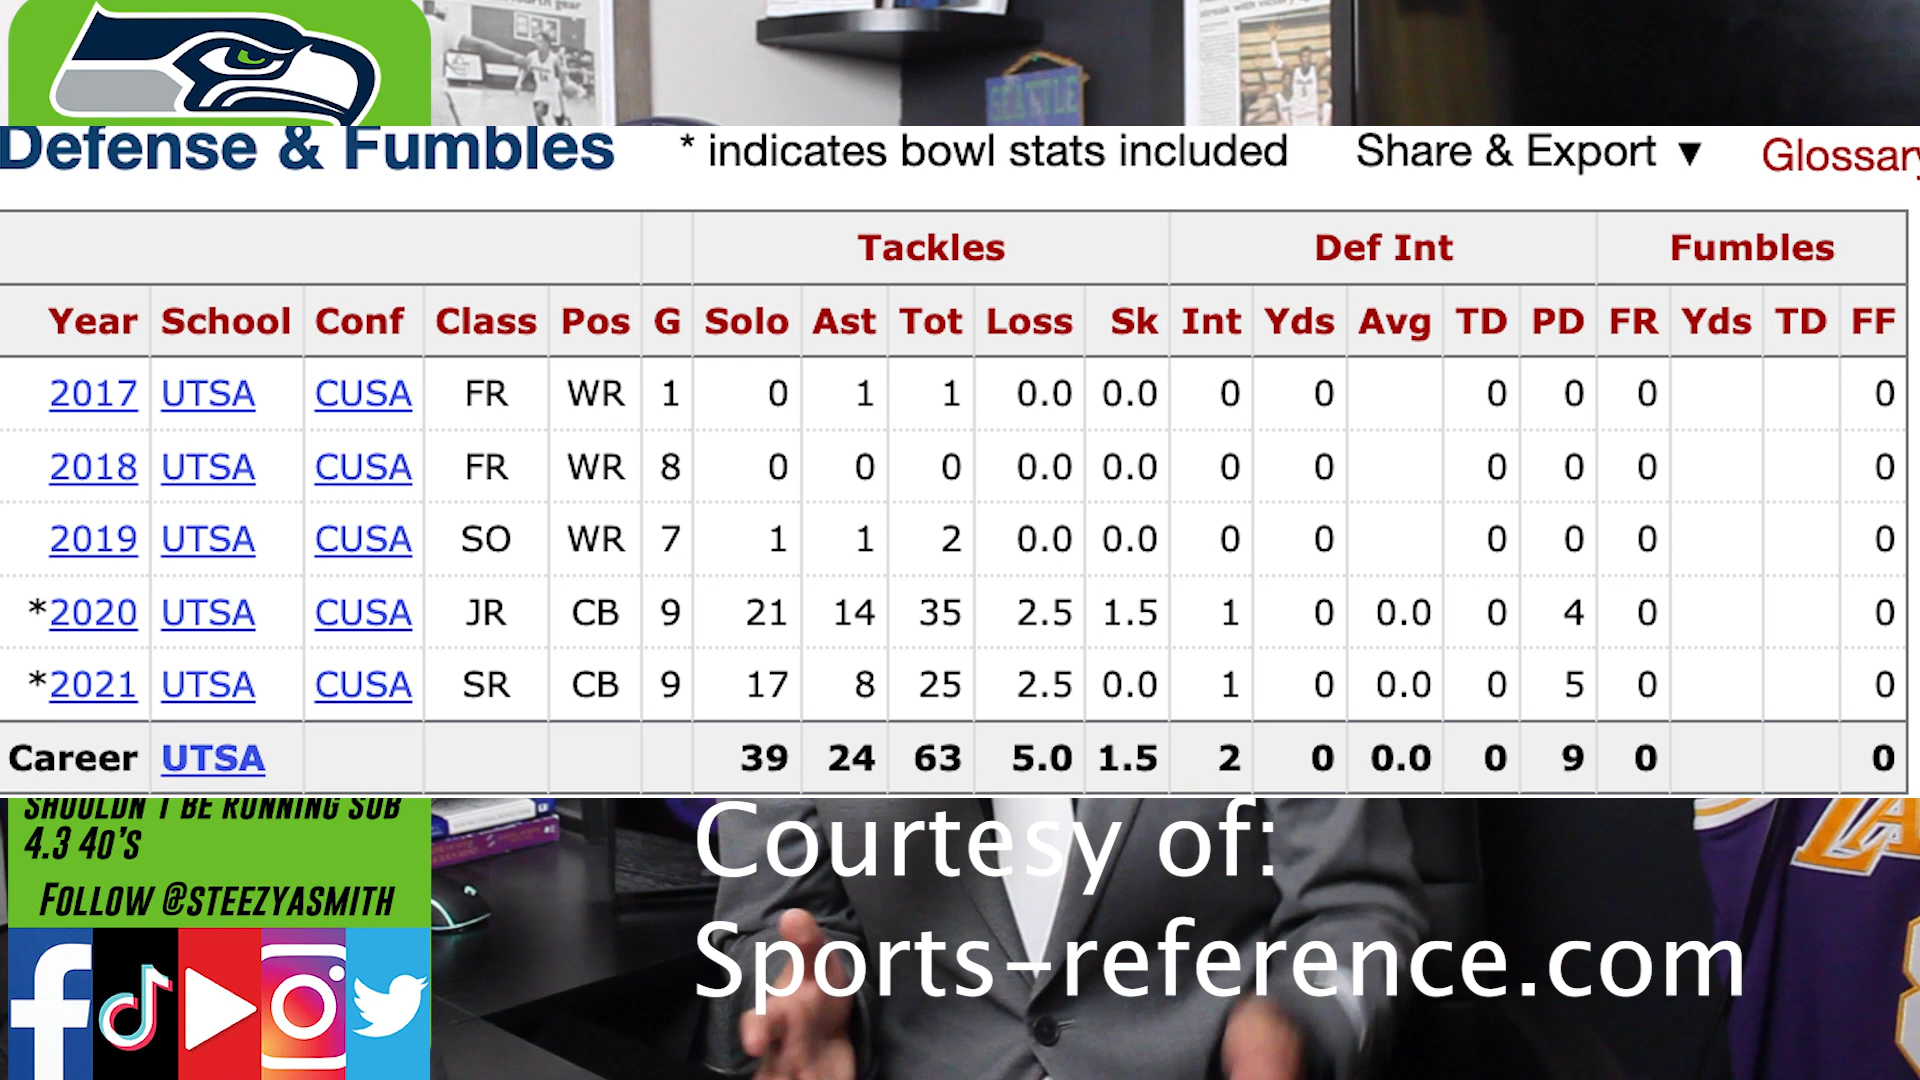 SEATTLE
Defense & Fumbles * indicates bowl stats included Share & Export ▼ Glossary
Tackles Def Int Fumbles
Year School Conf Class Pos G Solo Ast Tot Loss Sk Int Yds Avg TD PD FR Yds TD FF
2017 UTSA CUSA FR WR 1 0 1 1 0.0 0.0 0 0 0 0 0 0
2018 UTSA CUSA FR WR 8 0 0 0 0.0 0.0 0 0 0 0 0 0
2019 UTSA CUSA SO WR 7 1 1 2 0.0 0.0 0 0 0 0 0 0
*2020 UTSA CUSA JR CB 9 21 14 35 2.5 1.5 1 0 0.0 0 4 0 0
*2021 UTSA CUSA SR CB 9 17 8 25 2.5 0.0 1 0 0.0 0 5 0 0
Career UTSA 39 24 63 5.0 1.5 2 0 0.0 0 9 0 0
SHOULDN'T BE RUNNING SUB
4.3 40'S
FOLLOW @STEEZYASMITH
Courtesy of:
Sports-reference.com
LA